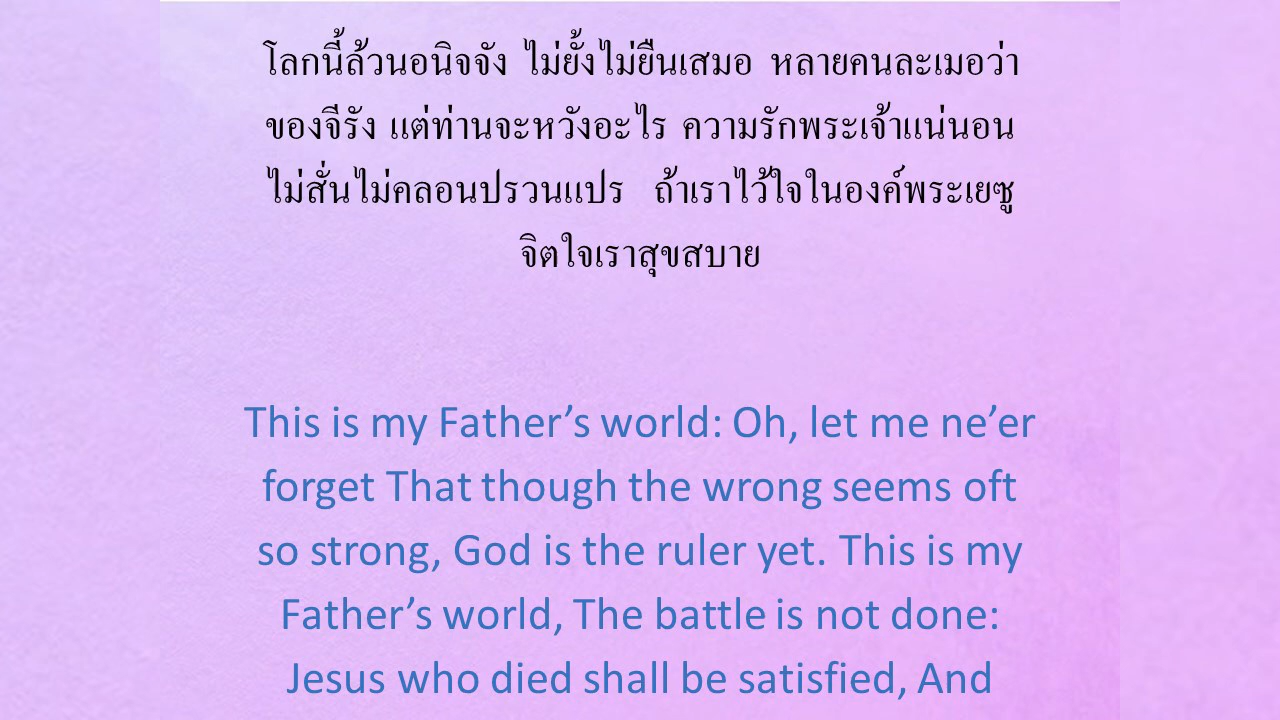 โลกนี้ล้วนอนิจจัง ไม่ยั้งไม่ยืนเสมอ หลายคนละเมอว่า
ของจีรัง แต่ท่านจะหวังอะไร ความรักพระเจ้าแน่นอน
ไม่สั่นไม่คลอนปรวนแปร ถ้าเราไว้ใจในองค์พระเยซู
จิตใจเราสุขสบาย
This is my Father’s world: Oh, let me ne’er
forget That though the wrong seems oft
so strong, God is the ruler yet. This is my
Father’s world, The battle is not done:
Jesus who died shall be satisfied, And